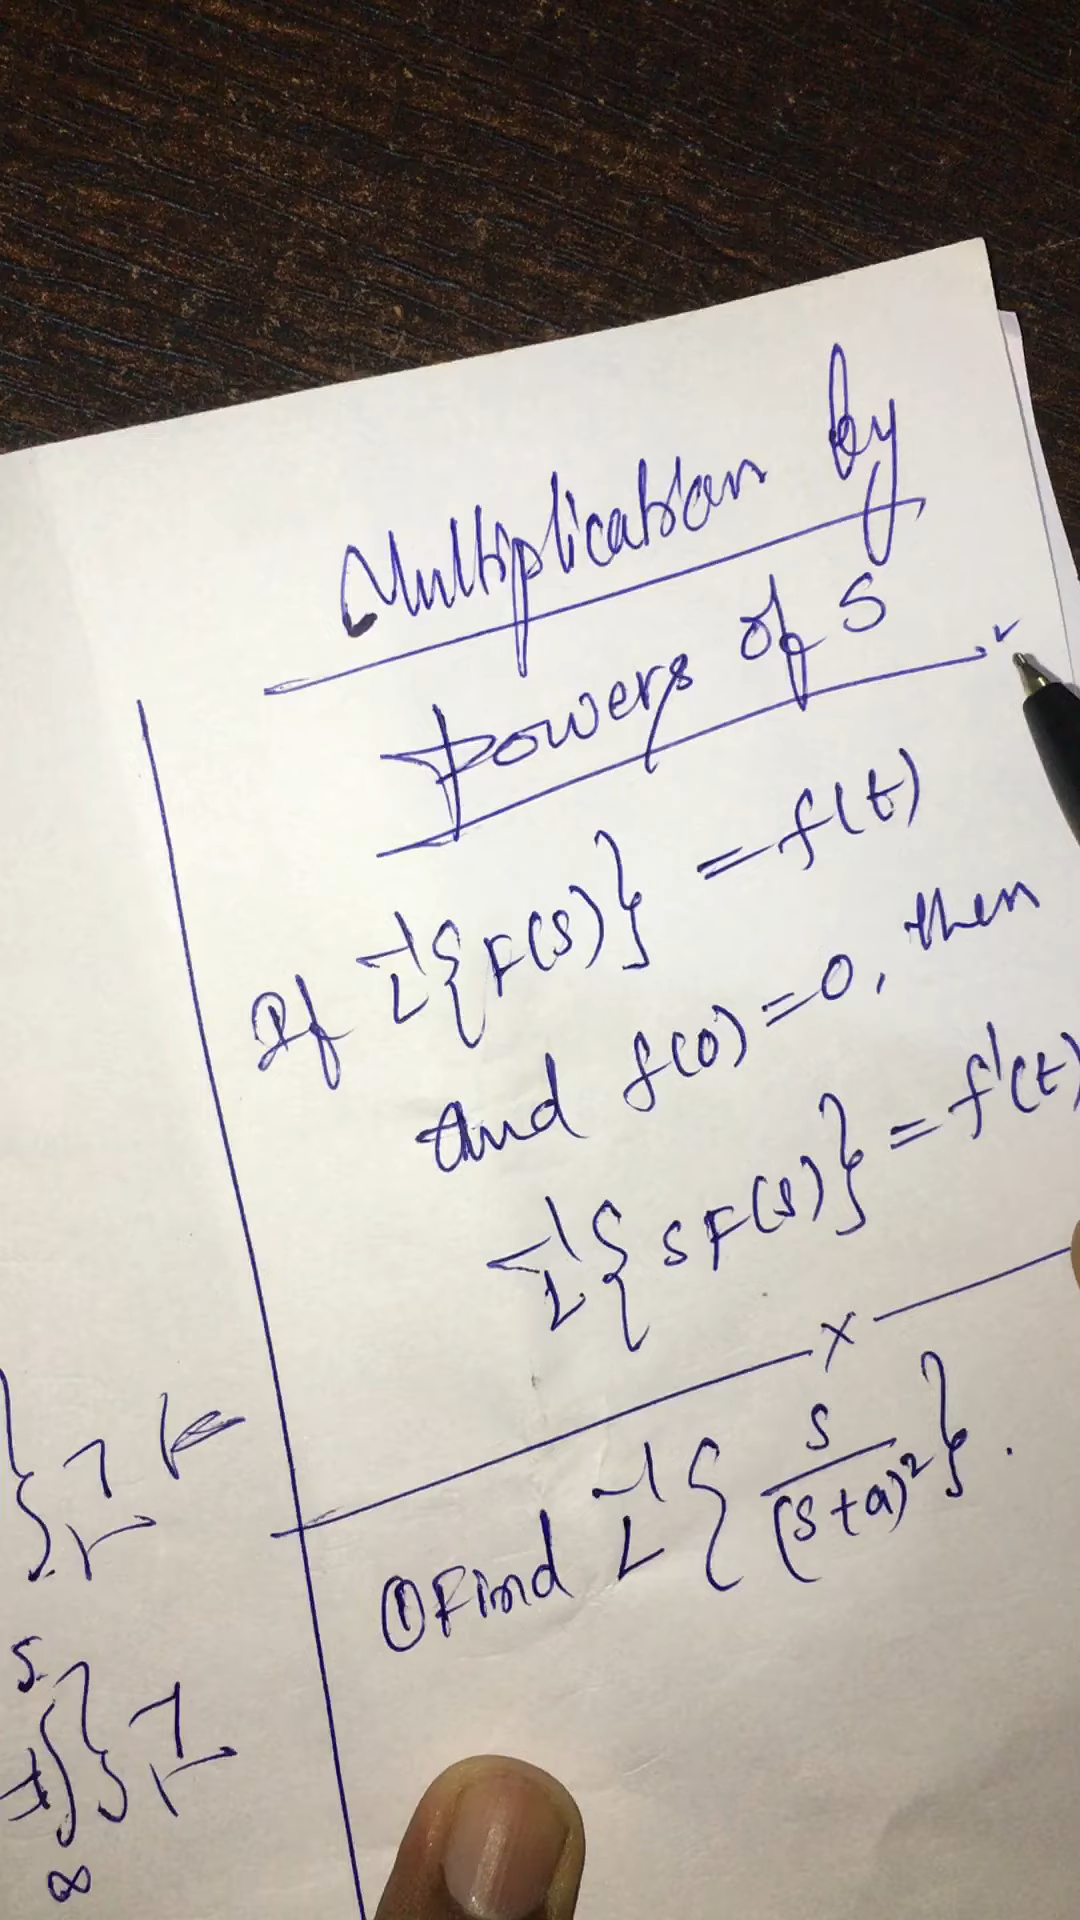 Multiplication by
powers of S
If L⁻¹{F(s)} = f(t)
and f(0) = 0, then
L⁻¹{sF(s)} = f'(t)
x
① Find L⁻¹{s/(s+a)²}.